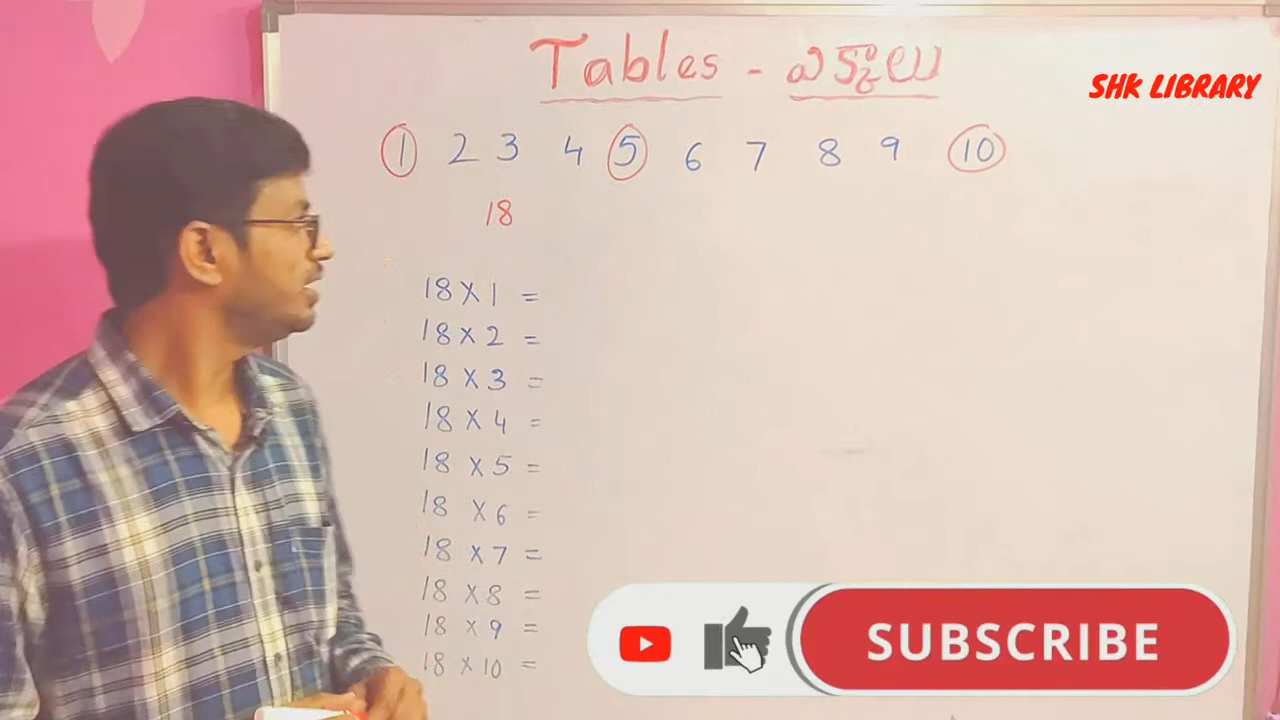 Tables - ఎక్కాలు
SHK LIBRARY
1 2 3 4 5 6 7 8 9 10
18
18 X 1 =
18 X 2 =
18 X 3 =
18 X 4 =
18 X 5 =
18 X 6 =
18 X 7 =
18 X 8 =
18 X 9 =
18 X 10 =
SUBSCRIBE